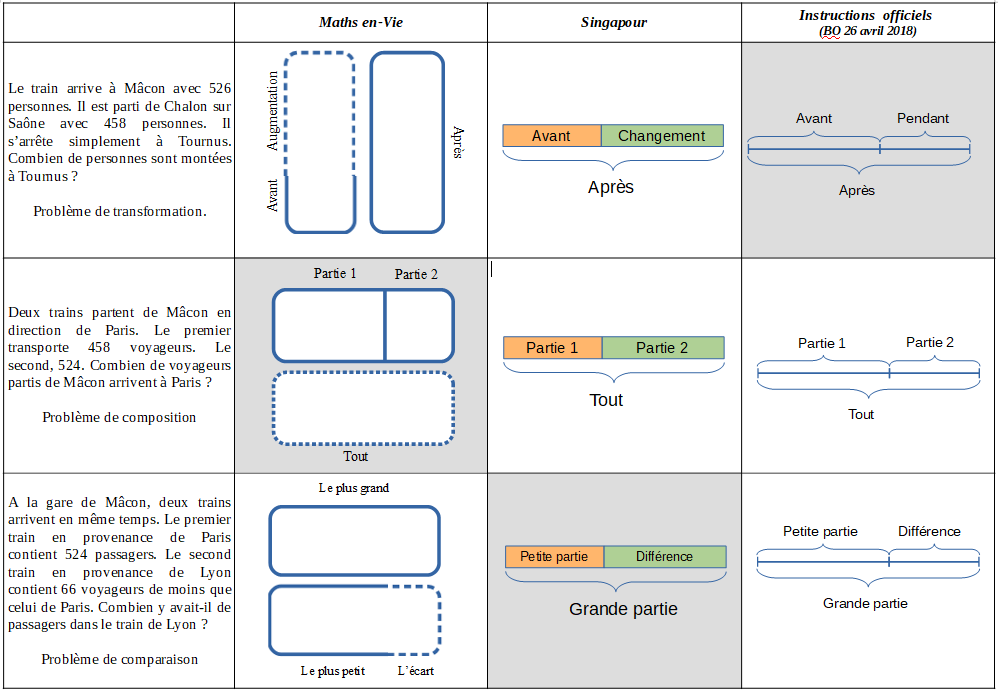 Maths en-Vie
Singapour
Instructions officiels
(BO 26 avril 2018)
Le train arrive à Mâcon avec 526
personnes. Il est parti de Chalon sur
Saône avec 458 personnes. Il
s’arrête simplement à Tournus.
Combien de personnes sont montées
à Tournus ?
Problème de transformation.
Augmentation
Avant
Après
Avant
Changement
Après
Avant
Pendant
Après
Deux trains partent de Mâcon en
direction de Paris. Le premier
transporte 458 voyageurs. Le
second, 524. Combien de voyageurs
partis de Mâcon arrivent à Paris ?
Problème de composition
Partie 1
Partie 2
Tout
Partie 1
Partie 2
Tout
Partie 1
Partie 2
Tout
A la gare de Mâcon, deux trains
arrivent en même temps. Le premier
train en provenance de Paris
contient 524 passagers. Le second
train en provenance de Lyon
contient 66 voyageurs de moins que
celui de Paris. Combien y avait-il de
passagers dans le train de Lyon ?
Problème de comparaison
Le plus grand
Le plus petit
L’écart
Petite partie
Différence
Grande partie
Petite partie
Différence
Grande partie